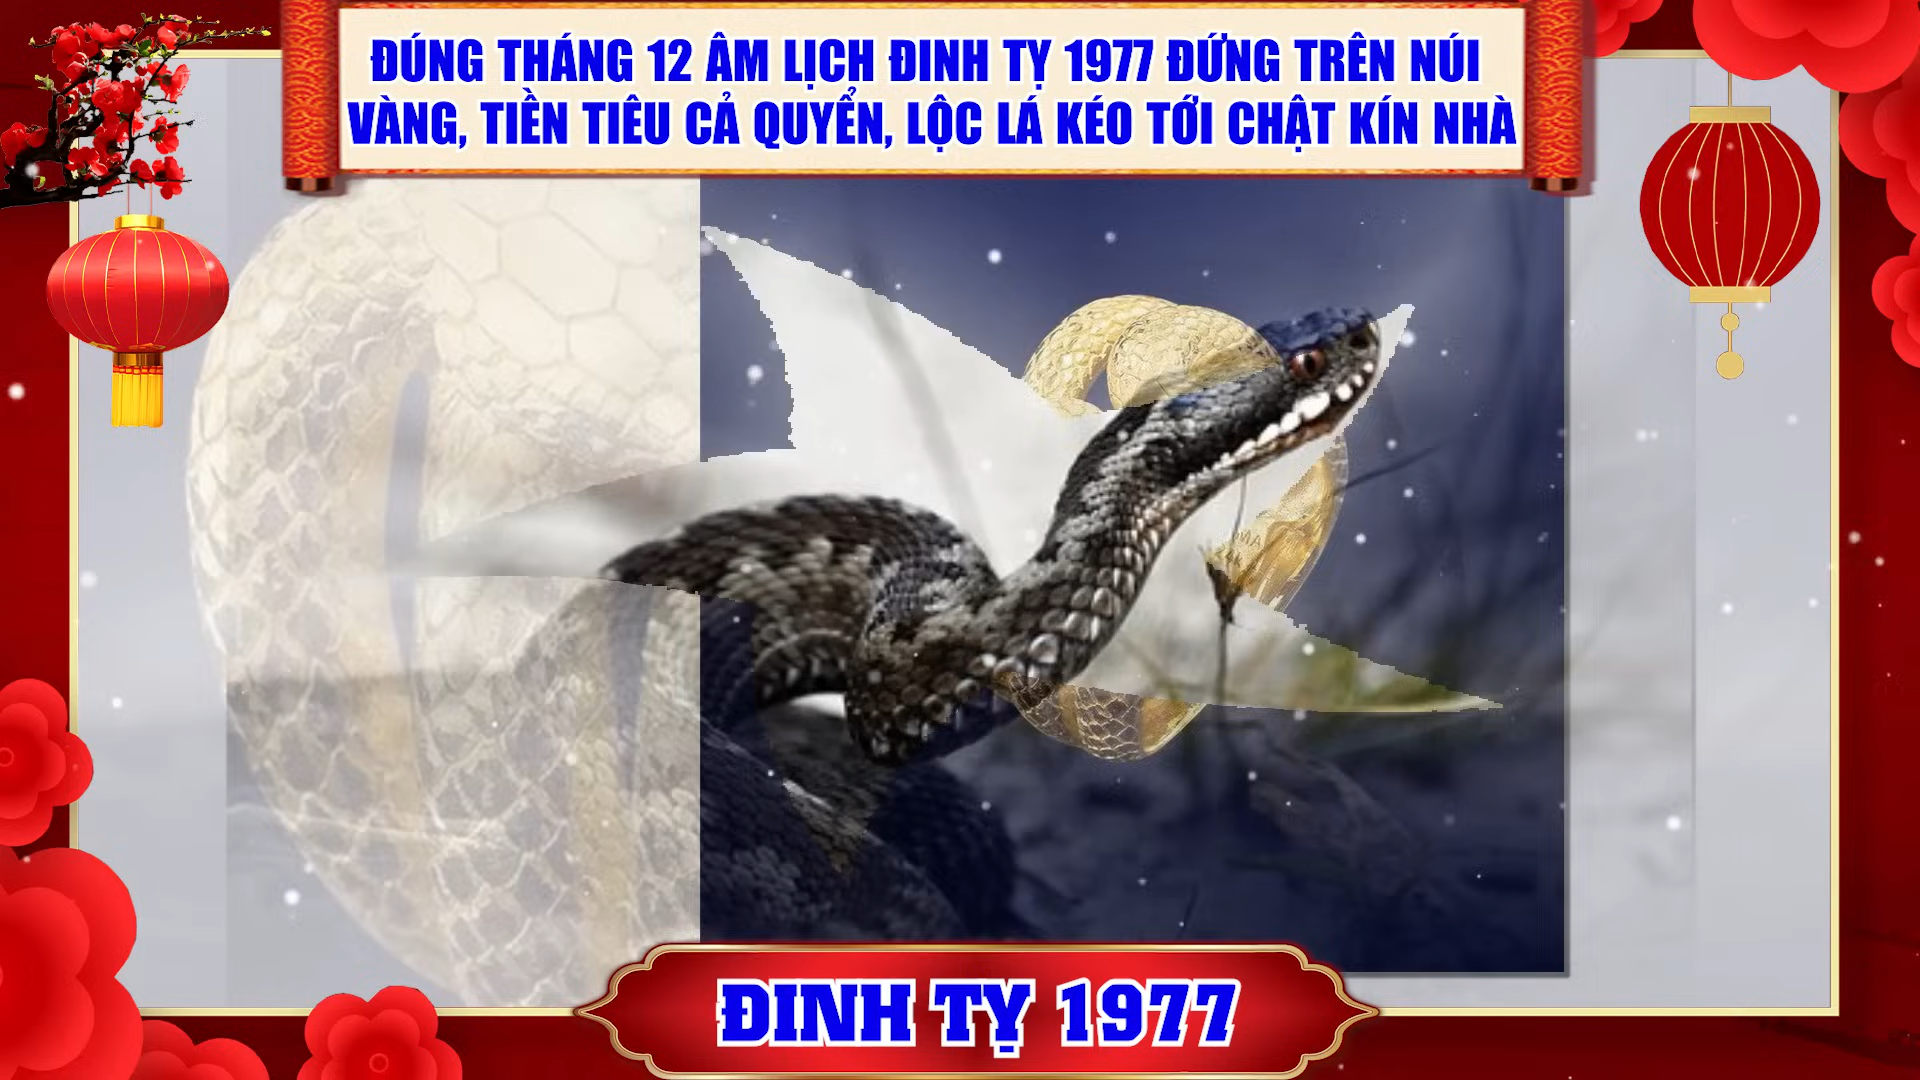 ĐÚNG THÁNG 12 ÂM LỊCH ĐINH TỴ 1977 ĐỨNG TRÊN NÚI
VÀNG, TIỀN TIÊU CẢ QUYỂN, LỘC LÁ KÉO TỚI CHẬT KÍN NHÀ
ĐINH TỴ 1977